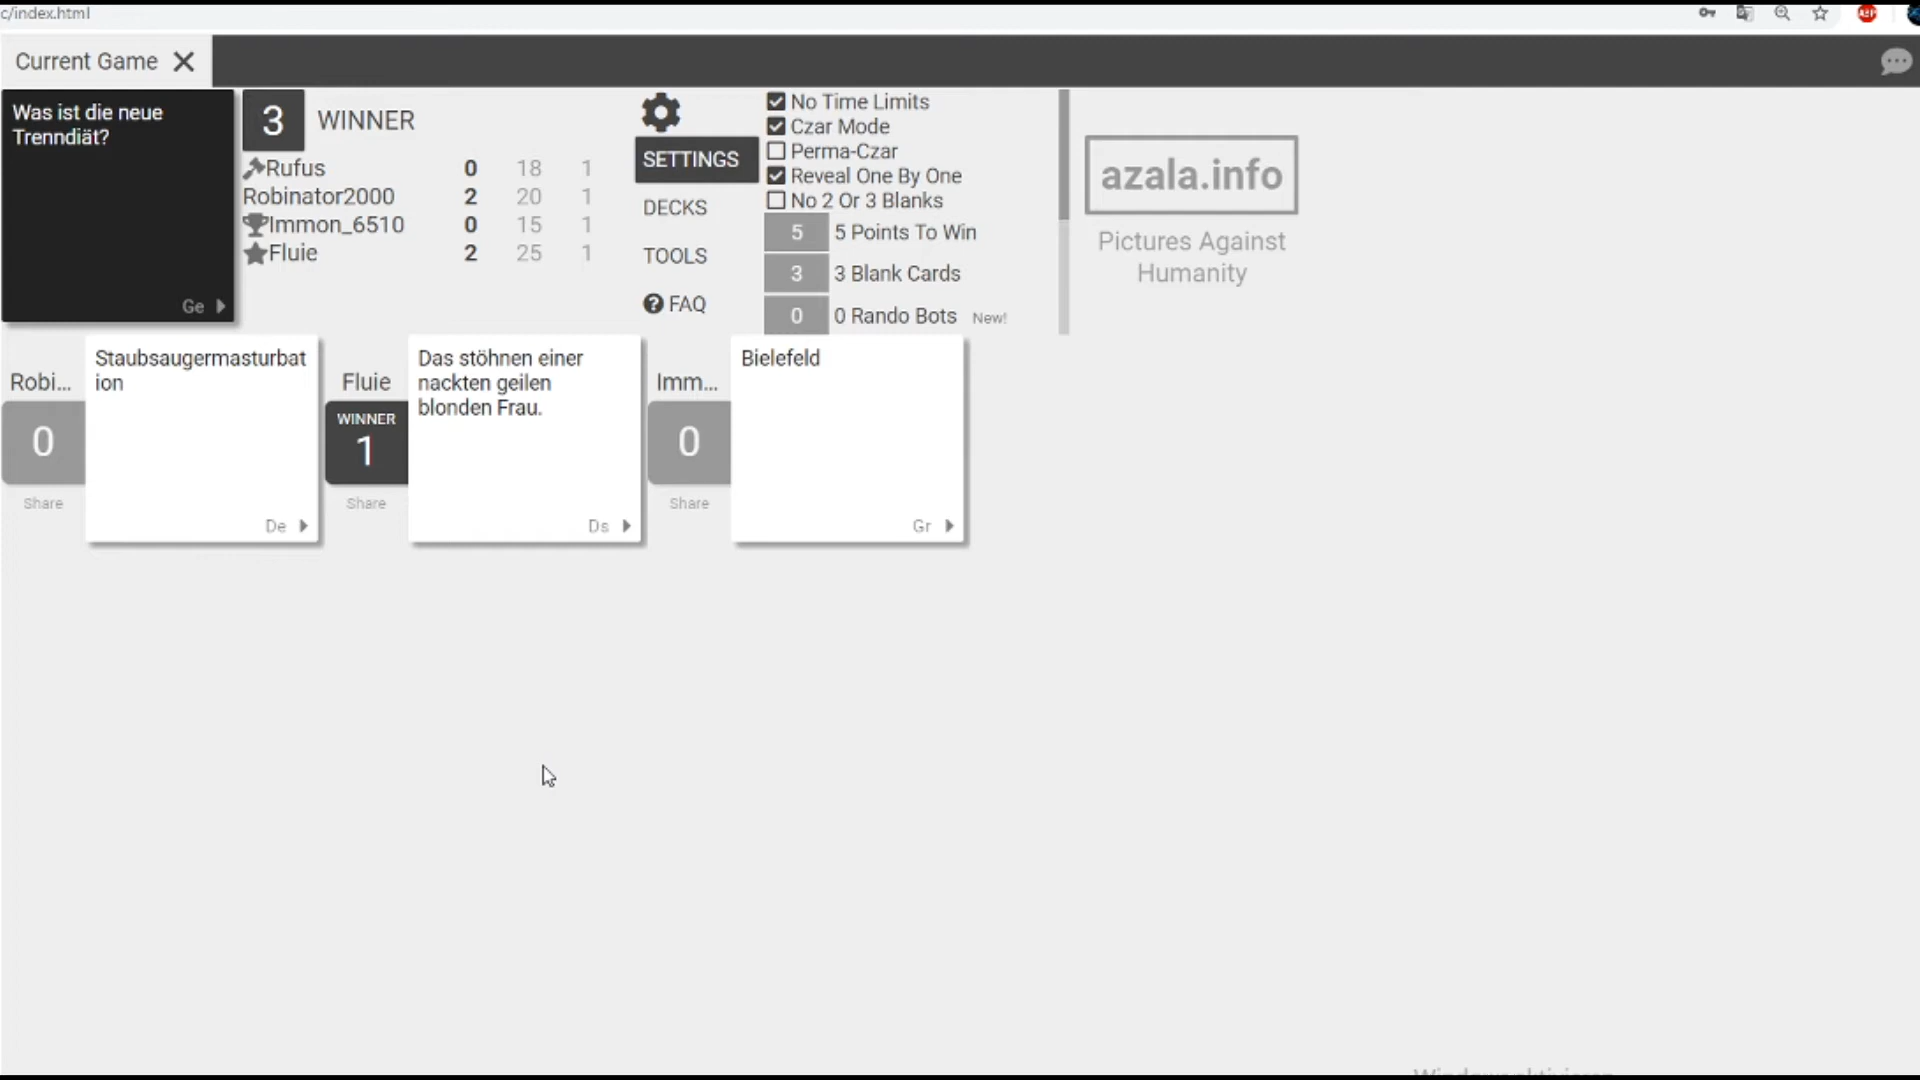 c/index.html
Current Game
Was ist die neue
Trenndiät?
Ge
3 WINNER
Rufus 0 18 1
Robinator2000 2 20 1
Immon_6510 0 15 1
Fluie 2 25 1
SETTINGS
DECKS
TOOLS
FAQ
No Time Limits
Czar Mode
Perma-Czar
Reveal One By One
No 2 Or 3 Blanks
5 5 Points To Win
3 3 Blank Cards
0 0 Rando Bots New!
azala.info
Pictures Against
Humanity
Robi...
0
Share
Staubsaugermasturbat
ion
De
Fluie
WINNER
1
Share
Das stöhnen einer
nackten geilen
blonden Frau.
Ds
Imm...
0
Share
Bielefeld
Gr